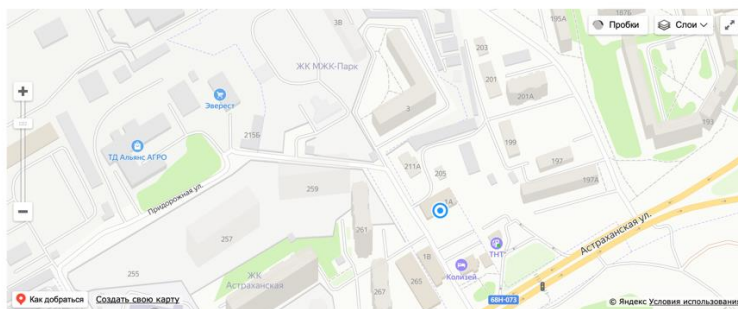 195А
187Б
3В
Пробки
Слои
203
ЖК МЖК-Парк
201
201А
Эверест
3
193
215Б
199
ТД Альянс АГРО
211А
197
205
259
197А
Придорожная ул.
1А
Астраханская ул.
257
261
ТНТ
1В
ЖК
Астраханская
255
265
Колизей
267
68Н-073
Как добраться
Создать свою карту
© Яндекс Условия использования